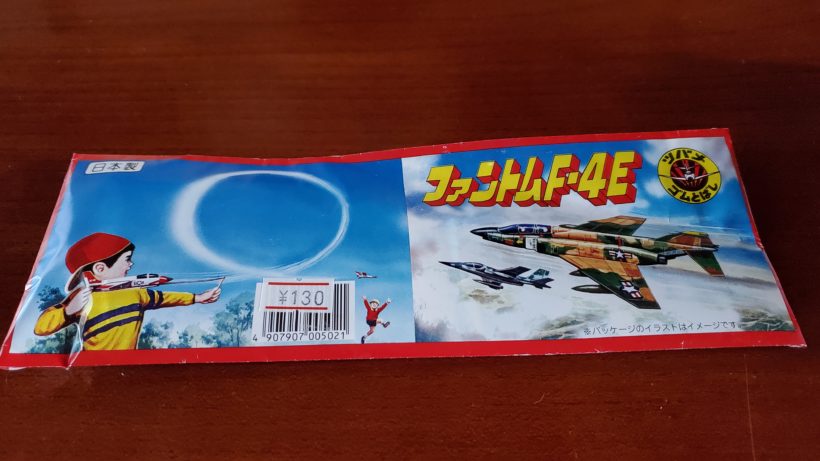 日本製
¥130
4 907907 005021
ファントムF-4E
ツバメ
ゴムとばし
※パッケージのイラストはイメージです。